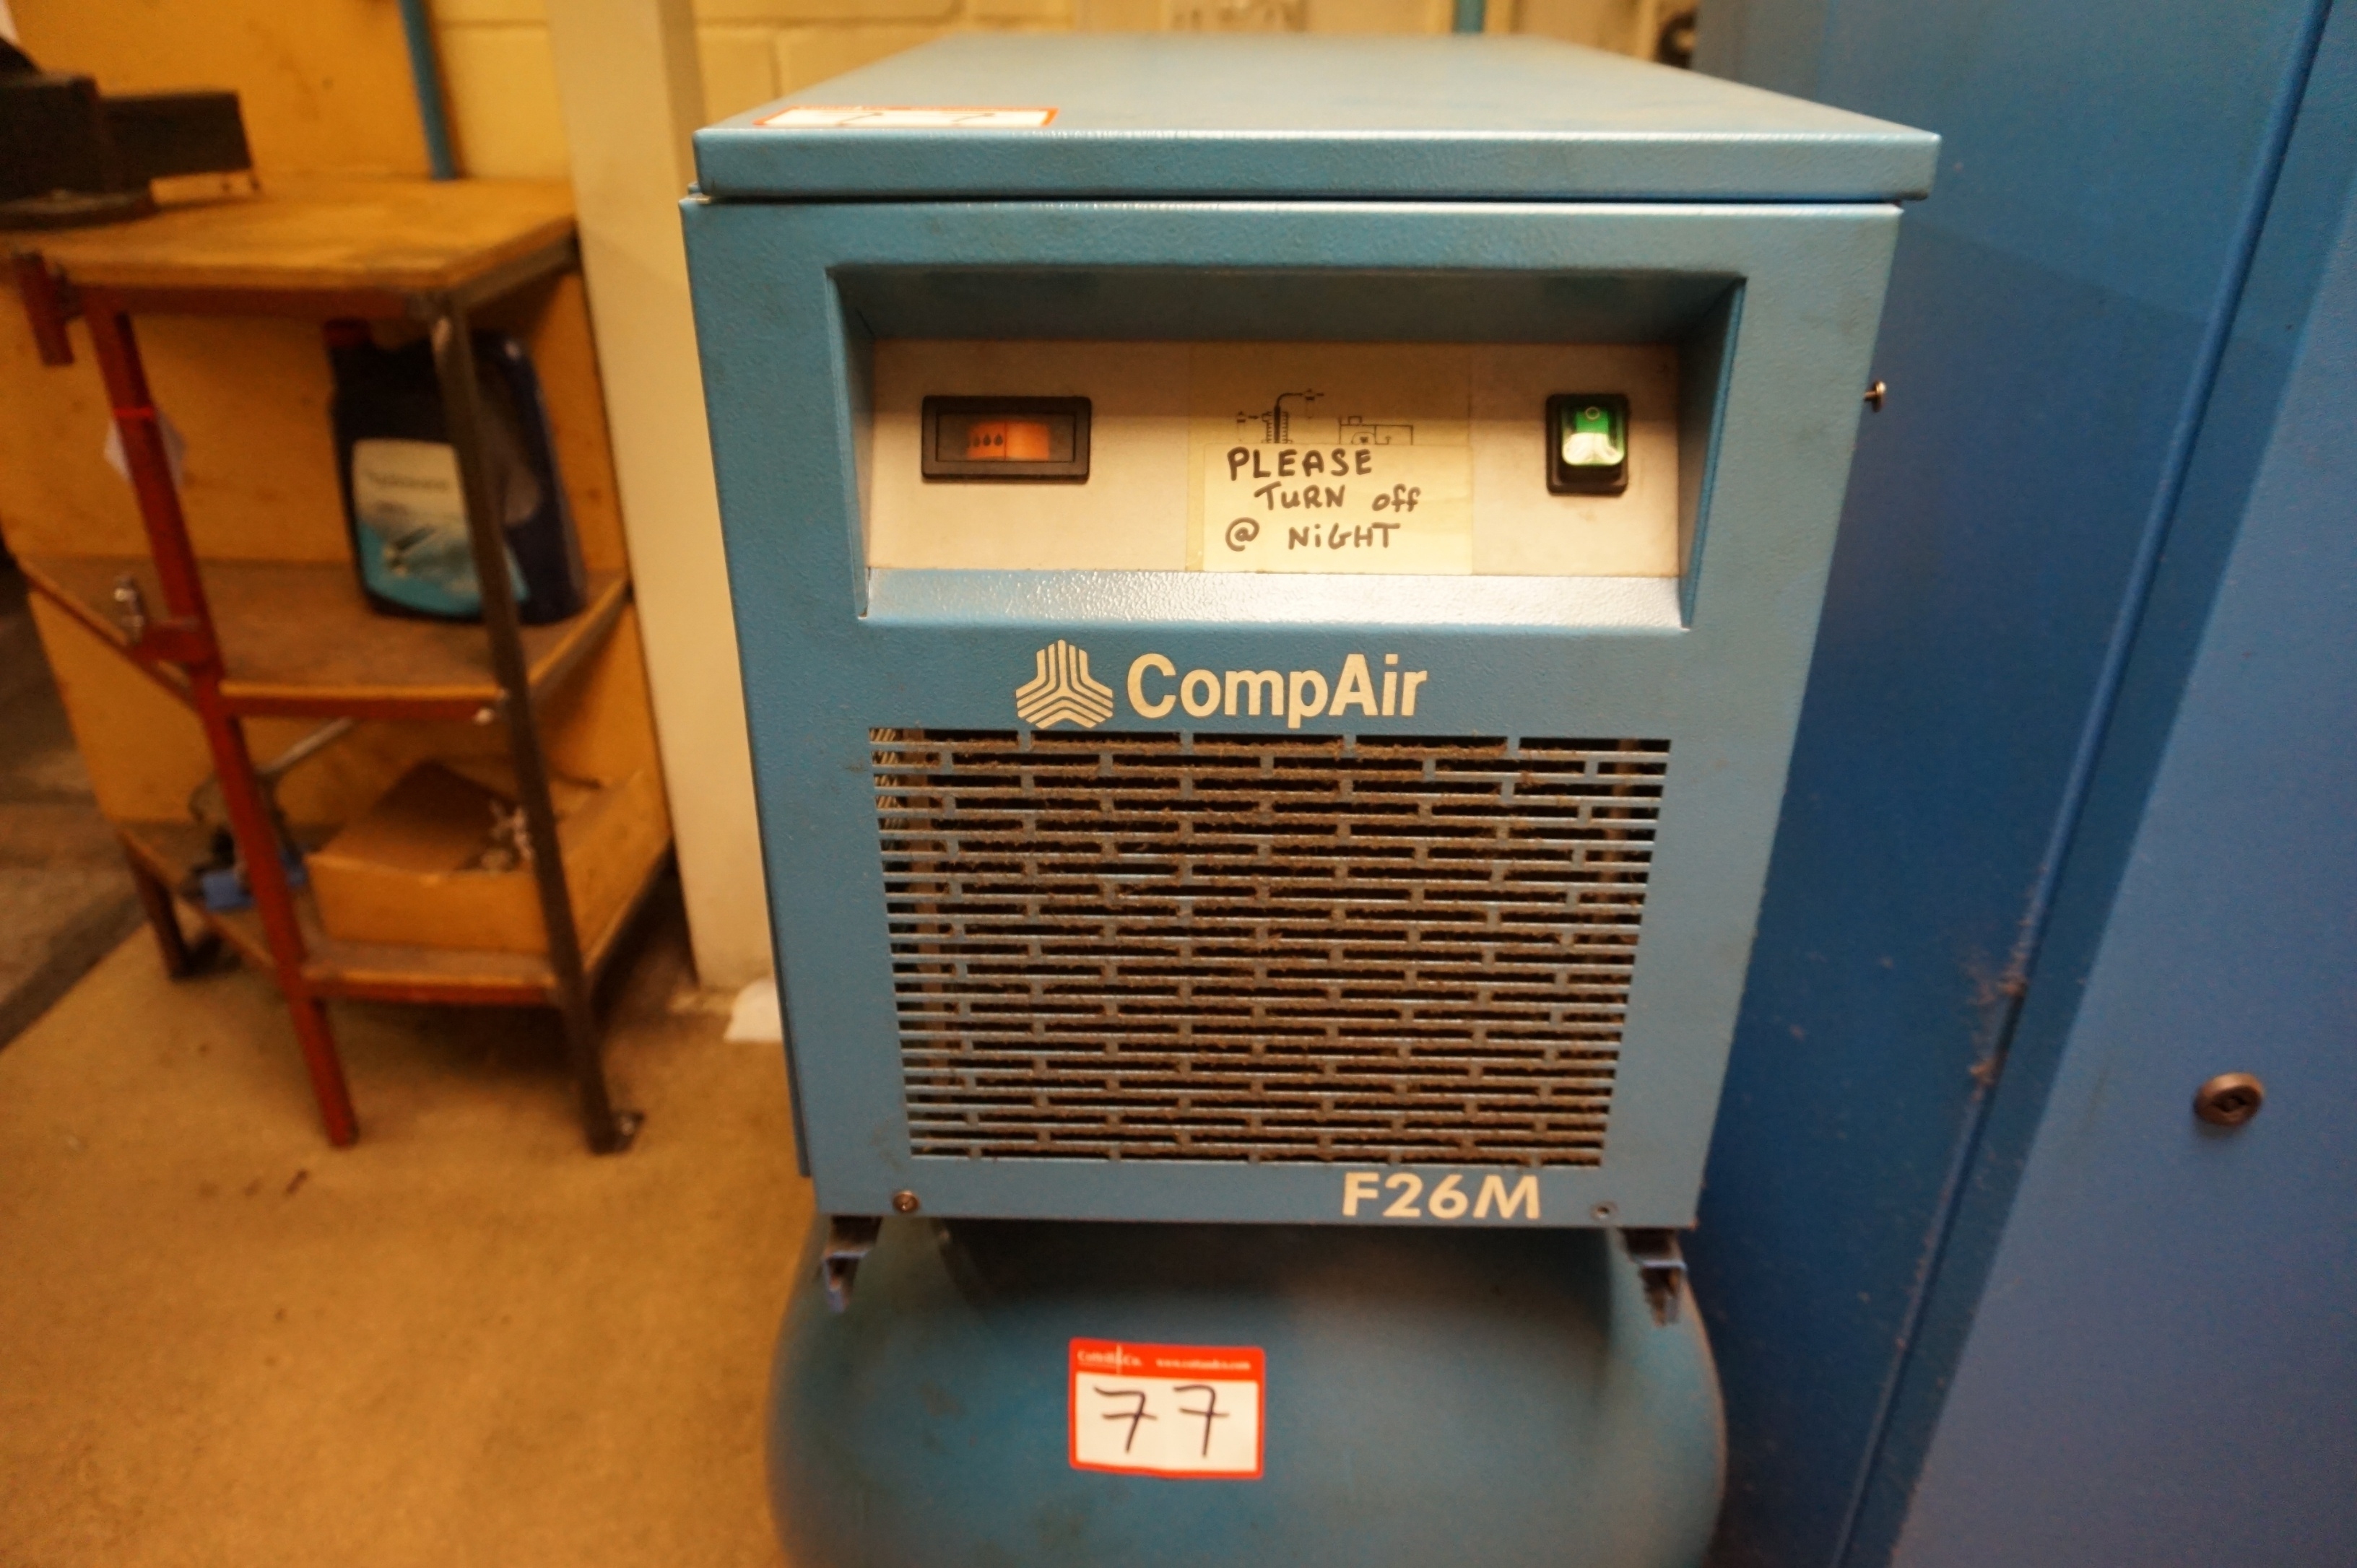 PLEASE
TURN off
@ NiGHT
CompAir
F26M
77